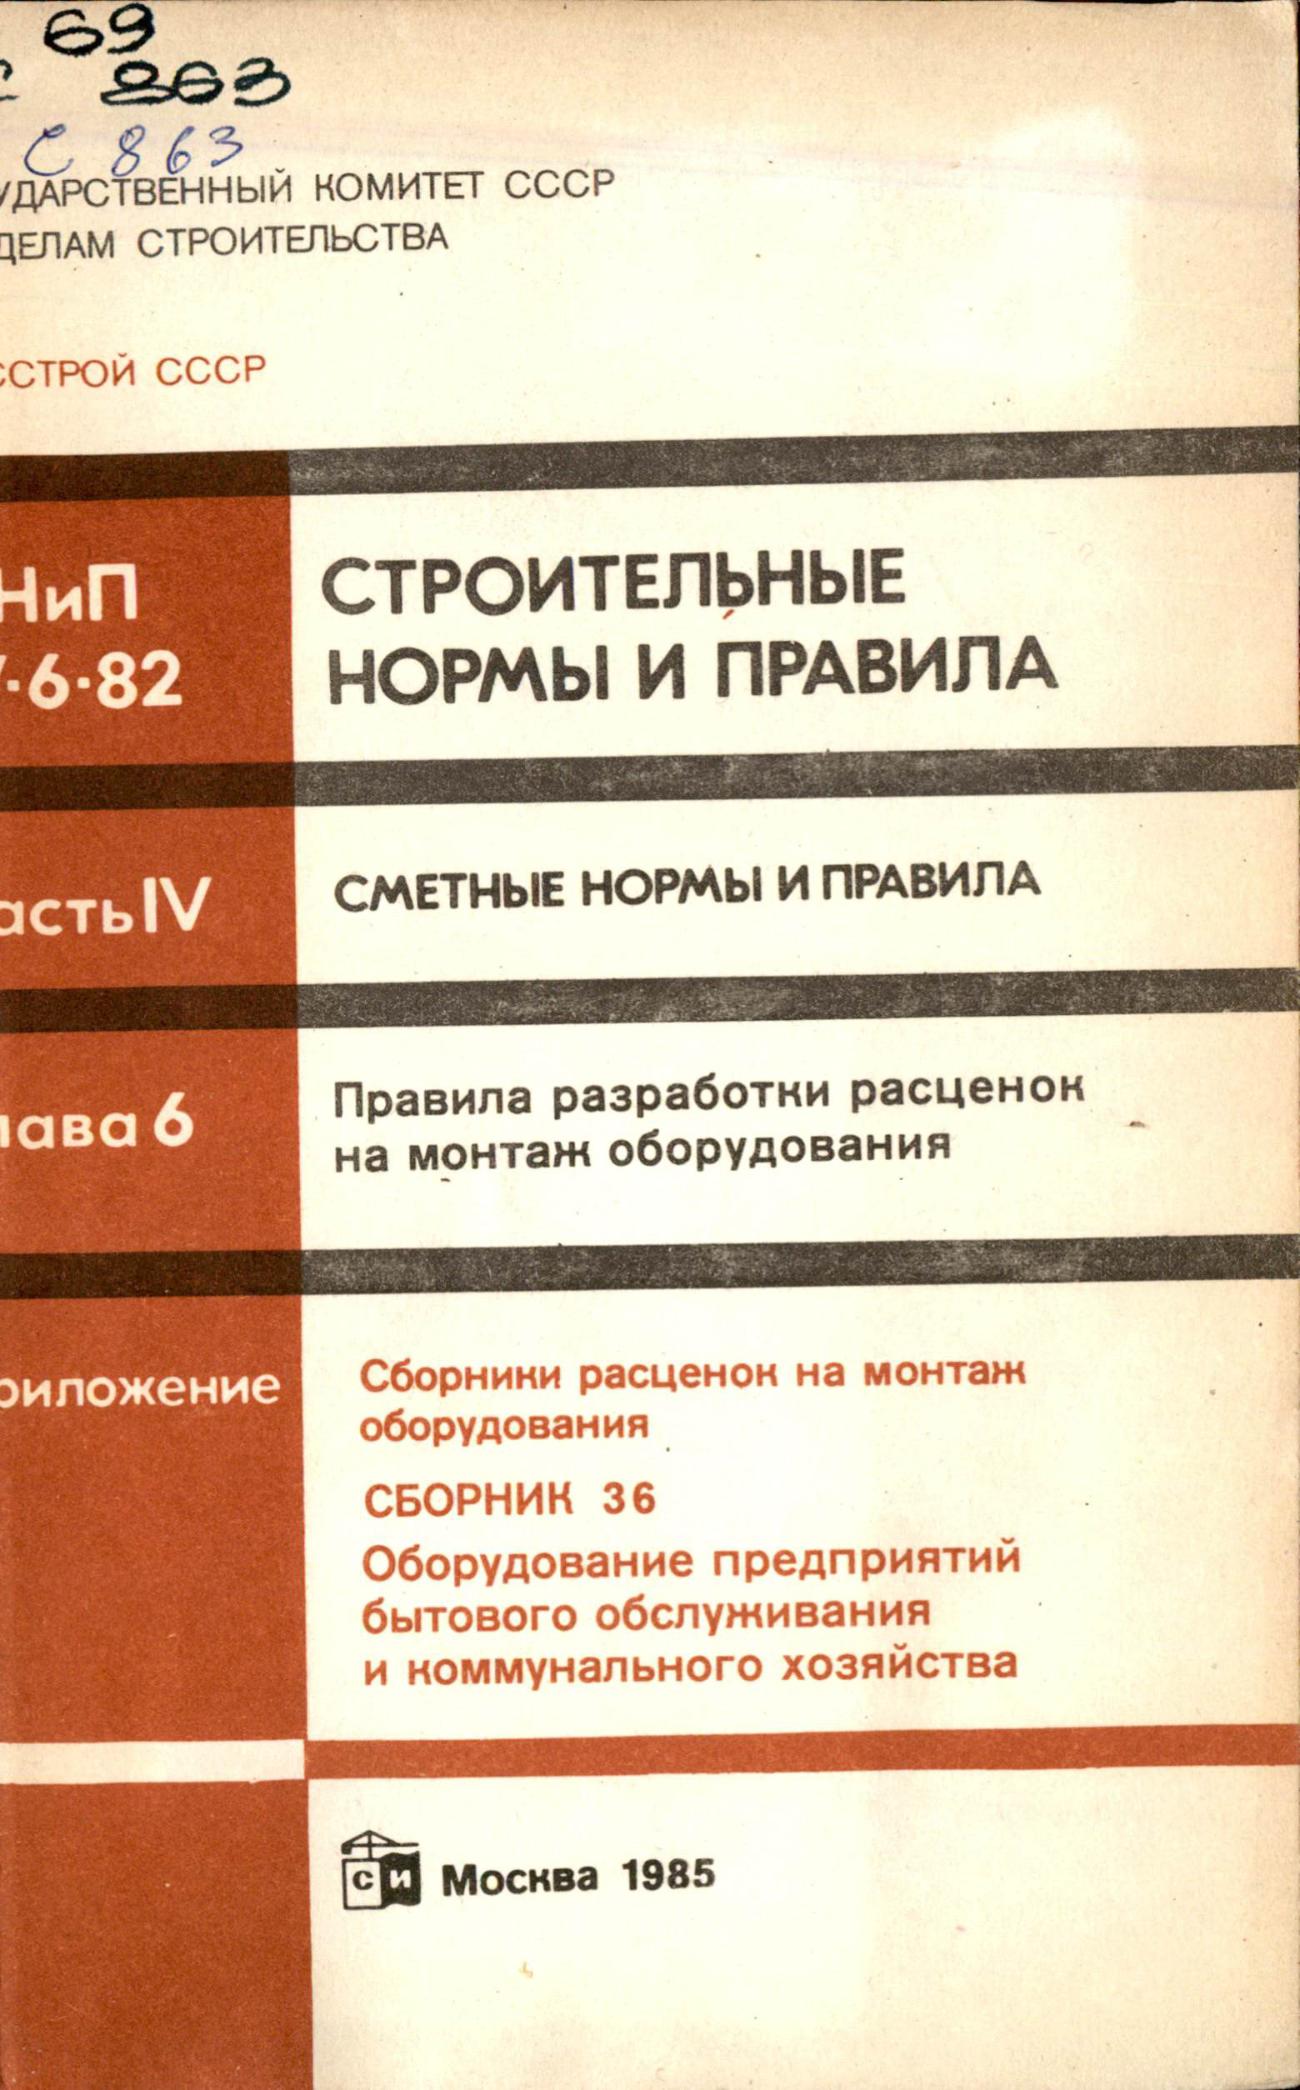 69
863
С 863
УДАРСТВЕННЫЙ КОМИТЕТ СССР
ДЕЛАМ СТРОИТЕЛЬСТВА
ССТРОЙ СССР
НиП
·6·82
СТРОИТЕЛЬНЫЕ
НОРМЫ И ПРАВИЛА
асть IV
СМЕТНЫЕ НОРМЫ И ПРАВИЛА
лава 6
Правила разработки расценок
на монтаж оборудования
риложение
Сборники расценок на монтаж
оборудования
СБОРНИК 36
Оборудование предприятий
бытового обслуживания
и коммунального хозяйства
СИ Москва 1985